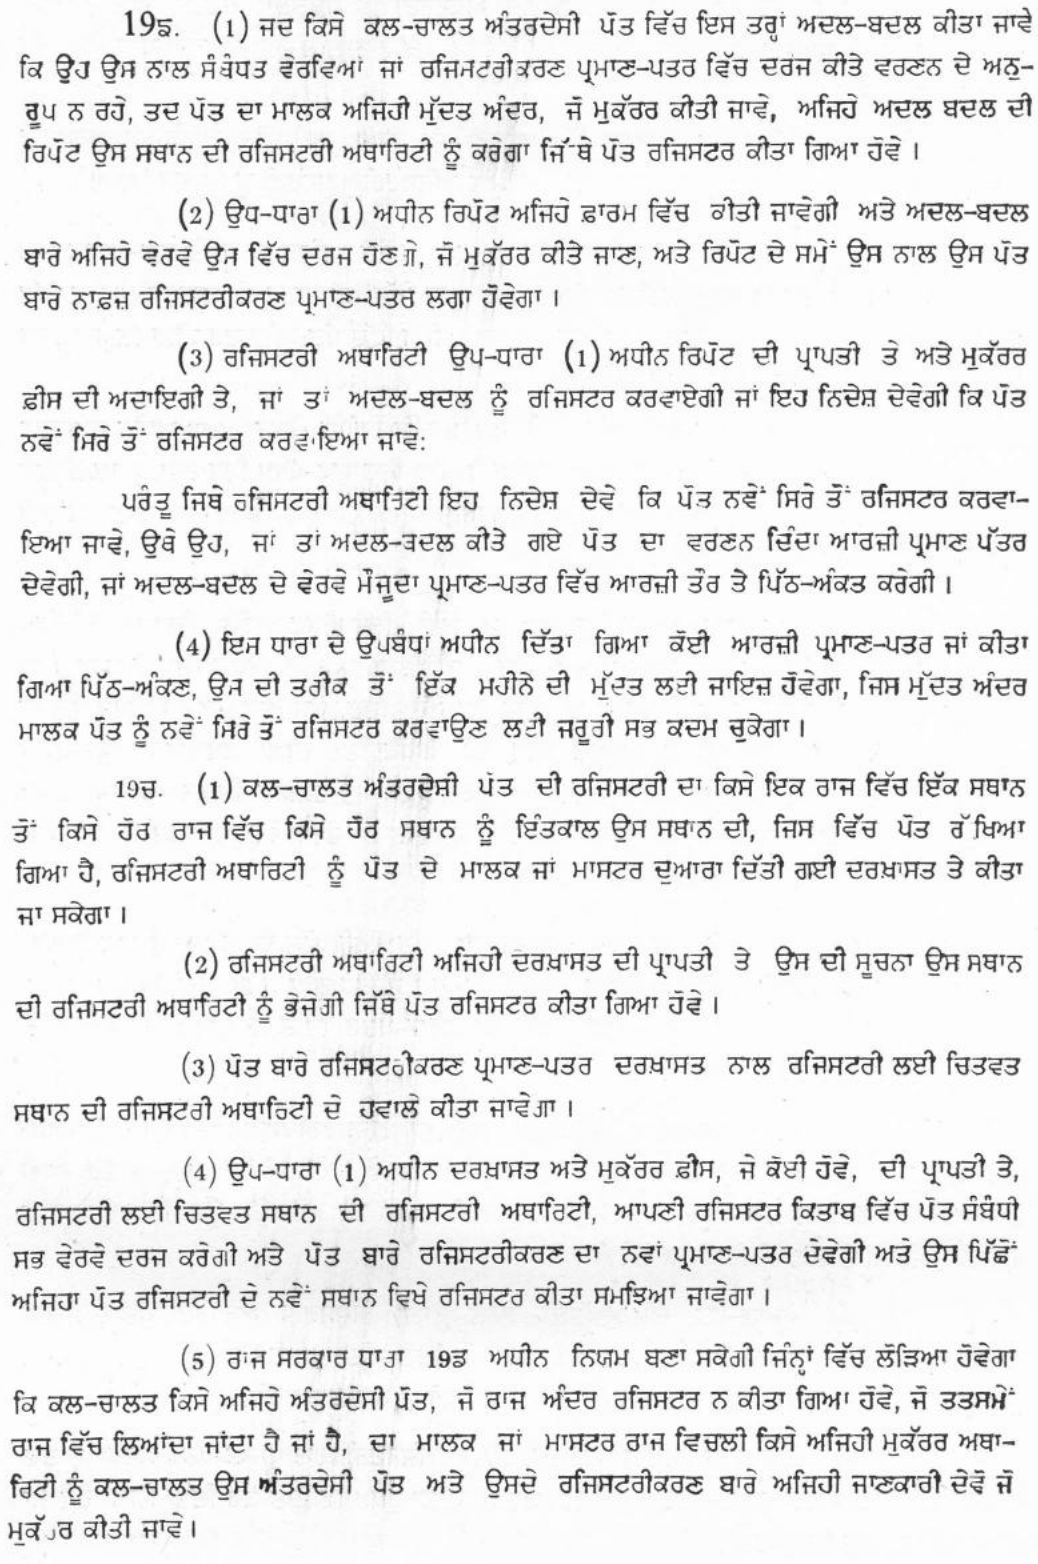 19ਙ. (1) ਜਦ ਕਿਸੇ ਕਲ-ਚਾਲਤ ਅੰਤਰਦੇਸੀ ਪੋਤ ਵਿੱਚ ਇਸ ਤਰ੍ਹਾਂ ਅਦਲ-ਬਦਲ ਕੀਤਾ ਜਾਵੇ
ਕਿ ਉਹ ਉਸ ਨਾਲ ਸੰਬੰਧਤ ਵੇਰਵਿਆਂ ਜਾਂ ਰਜਿਸਟਰੀਕਰਣ ਪ੍ਰਮਾਣ-ਪਤਰ ਵਿੱਚ ਦਰਜ ਕੀਤੇ ਵਰਣਨ ਦੇ ਅਨੁ-
ਰੂਪ ਨ ਰਹੇ, ਤਦ ਪੋਤ ਦਾ ਮਾਲਕ ਅਜਿਹੀ ਮੁੱਦਤ ਅੰਦਰ, ਜੋ ਮੁਕੱਰਰ ਕੀਤੀ ਜਾਵੇ, ਅਜਿਹੇ ਅਦਲ ਬਦਲ ਦੀ
ਰਿਪੋਟ ਉਸ ਸਥਾਨ ਦੀ ਰਜਿਸਟਰੀ ਅਥਾਰਿਟੀ ਨੂੰ ਕਰੇਗਾ ਜਿੱਥੇ ਪੋਤ ਰਜਿਸਟਰ ਕੀਤਾ ਗਿਆ ਹੋਵੇ ।
(2) ਉਧ-ਧਾਰਾ (1) ਅਧੀਨ ਰਿਪੋਟ ਅਜਿਹੇ ਫ਼ਾਰਮ ਵਿੱਚ ਕੀਤੀ ਜਾਵੇਗੀ ਅਤੇ ਅਦਲ-ਬਦਲ
ਬਾਰੇ ਅਜਿਹੇ ਵੇਰਵੇ ਉਸ ਵਿੱਚ ਦਰਜ ਹੋਣਗੇ, ਜੋ ਮੁਕੱਰਰ ਕੀਤੇ ਜਾਣ, ਅਤੇ ਰਿਪੋਟ ਦੇ ਸਮੇਂ ਉਸ ਨਾਲ ਉਸ ਪੋਤ
ਬਾਰੇ ਨਾਫ਼ਜ਼ ਰਜਿਸਟਰੀਕਰਣ ਪ੍ਰਮਾਣ-ਪਤਰ ਲਗਾ ਹੋਵੇਗਾ ।
(3) ਰਜਿਸਟਰੀ ਅਥਾਰਿਟੀ ਉਪ-ਧਾਰਾ (1) ਅਧੀਨ ਰਿਪੋਟ ਦੀ ਪ੍ਰਾਪਤੀ ਤੇ ਅਤੇ ਮੁਕੱਰਰ
ਫ਼ੀਸ ਦੀ ਅਦਾਇਗੀ ਤੇ, ਜਾਂ ਤਾਂ ਅਦਲ-ਬਦਲ ਨੂੰ ਰਜਿਸਟਰ ਕਰਵਾਏਗੀ ਜਾਂ ਇਹ ਨਿਦੇਸ਼ ਦੇਵੇਗੀ ਕਿ ਪੋਤ
ਨਵੇਂ ਸਿਰੇ ਤੋਂ ਰਜਿਸਟਰ ਕਰਵਾਇਆ ਜਾਵੇ:
ਪਰੰਤੂ ਜਿਥੇ ਰਜਿਸਟਰੀ ਅਥਾਰਿਟੀ ਇਹ ਨਿਦੇਸ਼ ਦੇਵੇ ਕਿ ਪੋਤ ਨਵੇਂ ਸਿਰੇ ਤੋਂ ਰਜਿਸਟਰ ਕਰਵਾ-
ਇਆ ਜਾਵੇ, ਉਥੇ ਉਹ, ਜਾਂ ਤਾਂ ਅਦਲ-ਬਦਲ ਕੀਤੇ ਗਏ ਪੋਤ ਦਾ ਵਰਣਨ ਦਿੰਦਾ ਆਰਜ਼ੀ ਪ੍ਰਮਾਣ ਪੱਤਰ
ਦੇਵੇਗੀ, ਜਾਂ ਅਦਲ-ਬਦਲ ਦੇ ਵੇਰਵੇ ਮੌਜੂਦਾ ਪ੍ਰਮਾਣ-ਪਤਰ ਵਿੱਚ ਆਰਜ਼ੀ ਤੌਰ ਤੇ ਪਿੱਠ-ਅੰਕਤ ਕਰੇਗੀ ।
(4) ਇਸ ਧਾਰਾ ਦੇ ਉਪਬੰਧਾਂ ਅਧੀਨ ਦਿੱਤਾ ਗਿਆ ਕੋਈ ਆਰਜ਼ੀ ਪ੍ਰਮਾਣ-ਪਤਰ ਜਾਂ ਕੀਤਾ
ਗਿਆ ਪਿੱਠ-ਅੰਕਣ, ਉਸ ਦੀ ਤਰੀਕ ਤੋਂ ਇੱਕ ਮਹੀਨੇ ਦੀ ਮੁੱਦਤ ਲਈ ਜਾਇਜ਼ ਹੋਵੇਗਾ, ਜਿਸ ਮੁੱਦਤ ਅੰਦਰ
ਮਾਲਕ ਪੋਤ ਨੂੰ ਨਵੇਂ ਸਿਰੇ ਤੋਂ ਰਜਿਸਟਰ ਕਰਵਾਉਣ ਲਈ ਜਰੂਰੀ ਸਭ ਕਦਮ ਚੁਕੇਗਾ ।
19ਚ. (1) ਕਲ-ਚਾਲਤ ਅੰਤਰਦੇਸ਼ੀ ਪੋਤ ਦੀ ਰਜਿਸਟਰੀ ਦਾ ਕਿਸੇ ਇਕ ਰਾਜ ਵਿੱਚ ਇੱਕ ਸਥਾਨ
ਤੋਂ ਕਿਸੇ ਹੋਰ ਰਾਜ ਵਿੱਚ ਕਿਸੇ ਹੋਰ ਸਥਾਨ ਨੂੰ ਇੰਤਕਾਲ ਉਸ ਸਥਾਨ ਦੀ, ਜਿਸ ਵਿੱਚ ਪੋਤ ਰੱਖਿਆ
ਗਿਆ ਹੈ, ਰਜਿਸਟਰੀ ਅਥਾਰਿਟੀ ਨੂੰ ਪੋਤ ਦੇ ਮਾਲਕ ਜਾਂ ਮਾਸਟਰ ਦੁਆਰਾ ਦਿੱਤੀ ਗਈ ਦਰਖ਼ਾਸਤ ਤੇ ਕੀਤਾ
ਜਾ ਸਕੇਗਾ ।
(2) ਰਜਿਸਟਰੀ ਅਥਾਰਿਟੀ ਅਜਿਹੀ ਦਰਖ਼ਾਸਤ ਦੀ ਪ੍ਰਾਪਤੀ ਤੇ ਉਸ ਦੀ ਸੂਚਨਾ ਉਸ ਸਥਾਨ
ਦੀ ਰਜਿਸਟਰੀ ਅਥਾਰਿਟੀ ਨੂੰ ਭੇਜੇਗੀ ਜਿੱਥੇ ਪੋਤ ਰਜਿਸਟਰ ਕੀਤਾ ਗਿਆ ਹੋਵੇ ।
(3) ਪੋਤ ਬਾਰੇ ਰਜਿਸਟਰੀਕਰਣ ਪ੍ਰਮਾਣ-ਪਤਰ ਦਰਖ਼ਾਸਤ ਨਾਲ ਰਜਿਸਟਰੀ ਲਈ ਚਿਤਵਤ
ਸਥਾਨ ਦੀ ਰਜਿਸਟਰੀ ਅਥਾਰਿਟੀ ਦੇ ਹਵਾਲੇ ਕੀਤਾ ਜਾਵੇਗਾ ।
(4) ਉਪ-ਧਾਰਾ (1) ਅਧੀਨ ਦਰਖ਼ਾਸਤ ਅਤੇ ਮੁਕੱਰਰ ਫ਼ੀਸ, ਜੇ ਕੋਈ ਹੋਵੇ, ਦੀ ਪ੍ਰਾਪਤੀ ਤੇ,
ਰਜਿਸਟਰੀ ਲਈ ਚਿਤਵਤ ਸਥਾਨ ਦੀ ਰਜਿਸਟਰੀ ਅਥਾਰਿਟੀ, ਆਪਣੀ ਰਜਿਸਟਰ ਕਿਤਾਬ ਵਿੱਚ ਪੋਤ ਸੰਬੰਧੀ
ਸਭ ਵੇਰਵੇ ਦਰਜ ਕਰੇਗੀ ਅਤੇ ਪੋਤ ਬਾਰੇ ਰਜਿਸਟਰੀਕਰਣ ਦਾ ਨਵਾਂ ਪ੍ਰਮਾਣ-ਪਤਰ ਦੇਵੇਗੀ ਅਤੇ ਉਸ ਪਿੱਛੋਂ
ਅਜਿਹਾ ਪੋਤ ਰਜਿਸਟਰੀ ਦੇ ਨਵੇਂ ਸਥਾਨ ਵਿਖੇ ਰਜਿਸਟਰ ਕੀਤਾ ਸਮਝਿਆ ਜਾਵੇਗਾ ।
(5) ਰਾਜ ਸਰਕਾਰ ਧਾਰਾ 19ਡ ਅਧੀਨ ਨਿਯਮ ਬਣਾ ਸਕੇਗੀ ਜਿੰਨ੍ਹਾਂ ਵਿੱਚ ਲੋੜਿਆ ਹੋਵੇਗਾ
ਕਿ ਕਲ-ਚਾਲਤ ਕਿਸੇ ਅਜਿਹੇ ਅੰਤਰਦੇਸੀ ਪੋਤ, ਜੋ ਰਾਜ ਅੰਦਰ ਰਜਿਸਟਰ ਨ ਕੀਤਾ ਗਿਆ ਹੋਵੇ, ਜੋ ਤਤਸਮੇਂ
ਰਾਜ ਵਿੱਚ ਲਿਆਂਦਾ ਜਾਂਦਾ ਹੈ ਜਾਂ ਹੈ, ਦਾ ਮਾਲਕ ਜਾਂ ਮਾਸਟਰ ਰਾਜ ਵਿਚਲੀ ਕਿਸੇ ਅਜਿਹੀ ਮੁਕੱਰਰ ਅਥਾ-
ਰਿਟੀ ਨੂੰ ਕਲ-ਚਾਲਤ ਉਸ ਅੰਤਰਦੇਸੀ ਪੋਤ ਅਤੇ ਉਸਦੇ ਰਜਿਸਟਰੀਕਰਣ ਬਾਰੇ ਅਜਿਹੀ ਜਾਣਕਾਰੀ ਦੇਵੇ ਜੋ
ਮੁਕੱਰਰ ਕੀਤੀ ਜਾਵੇ ।